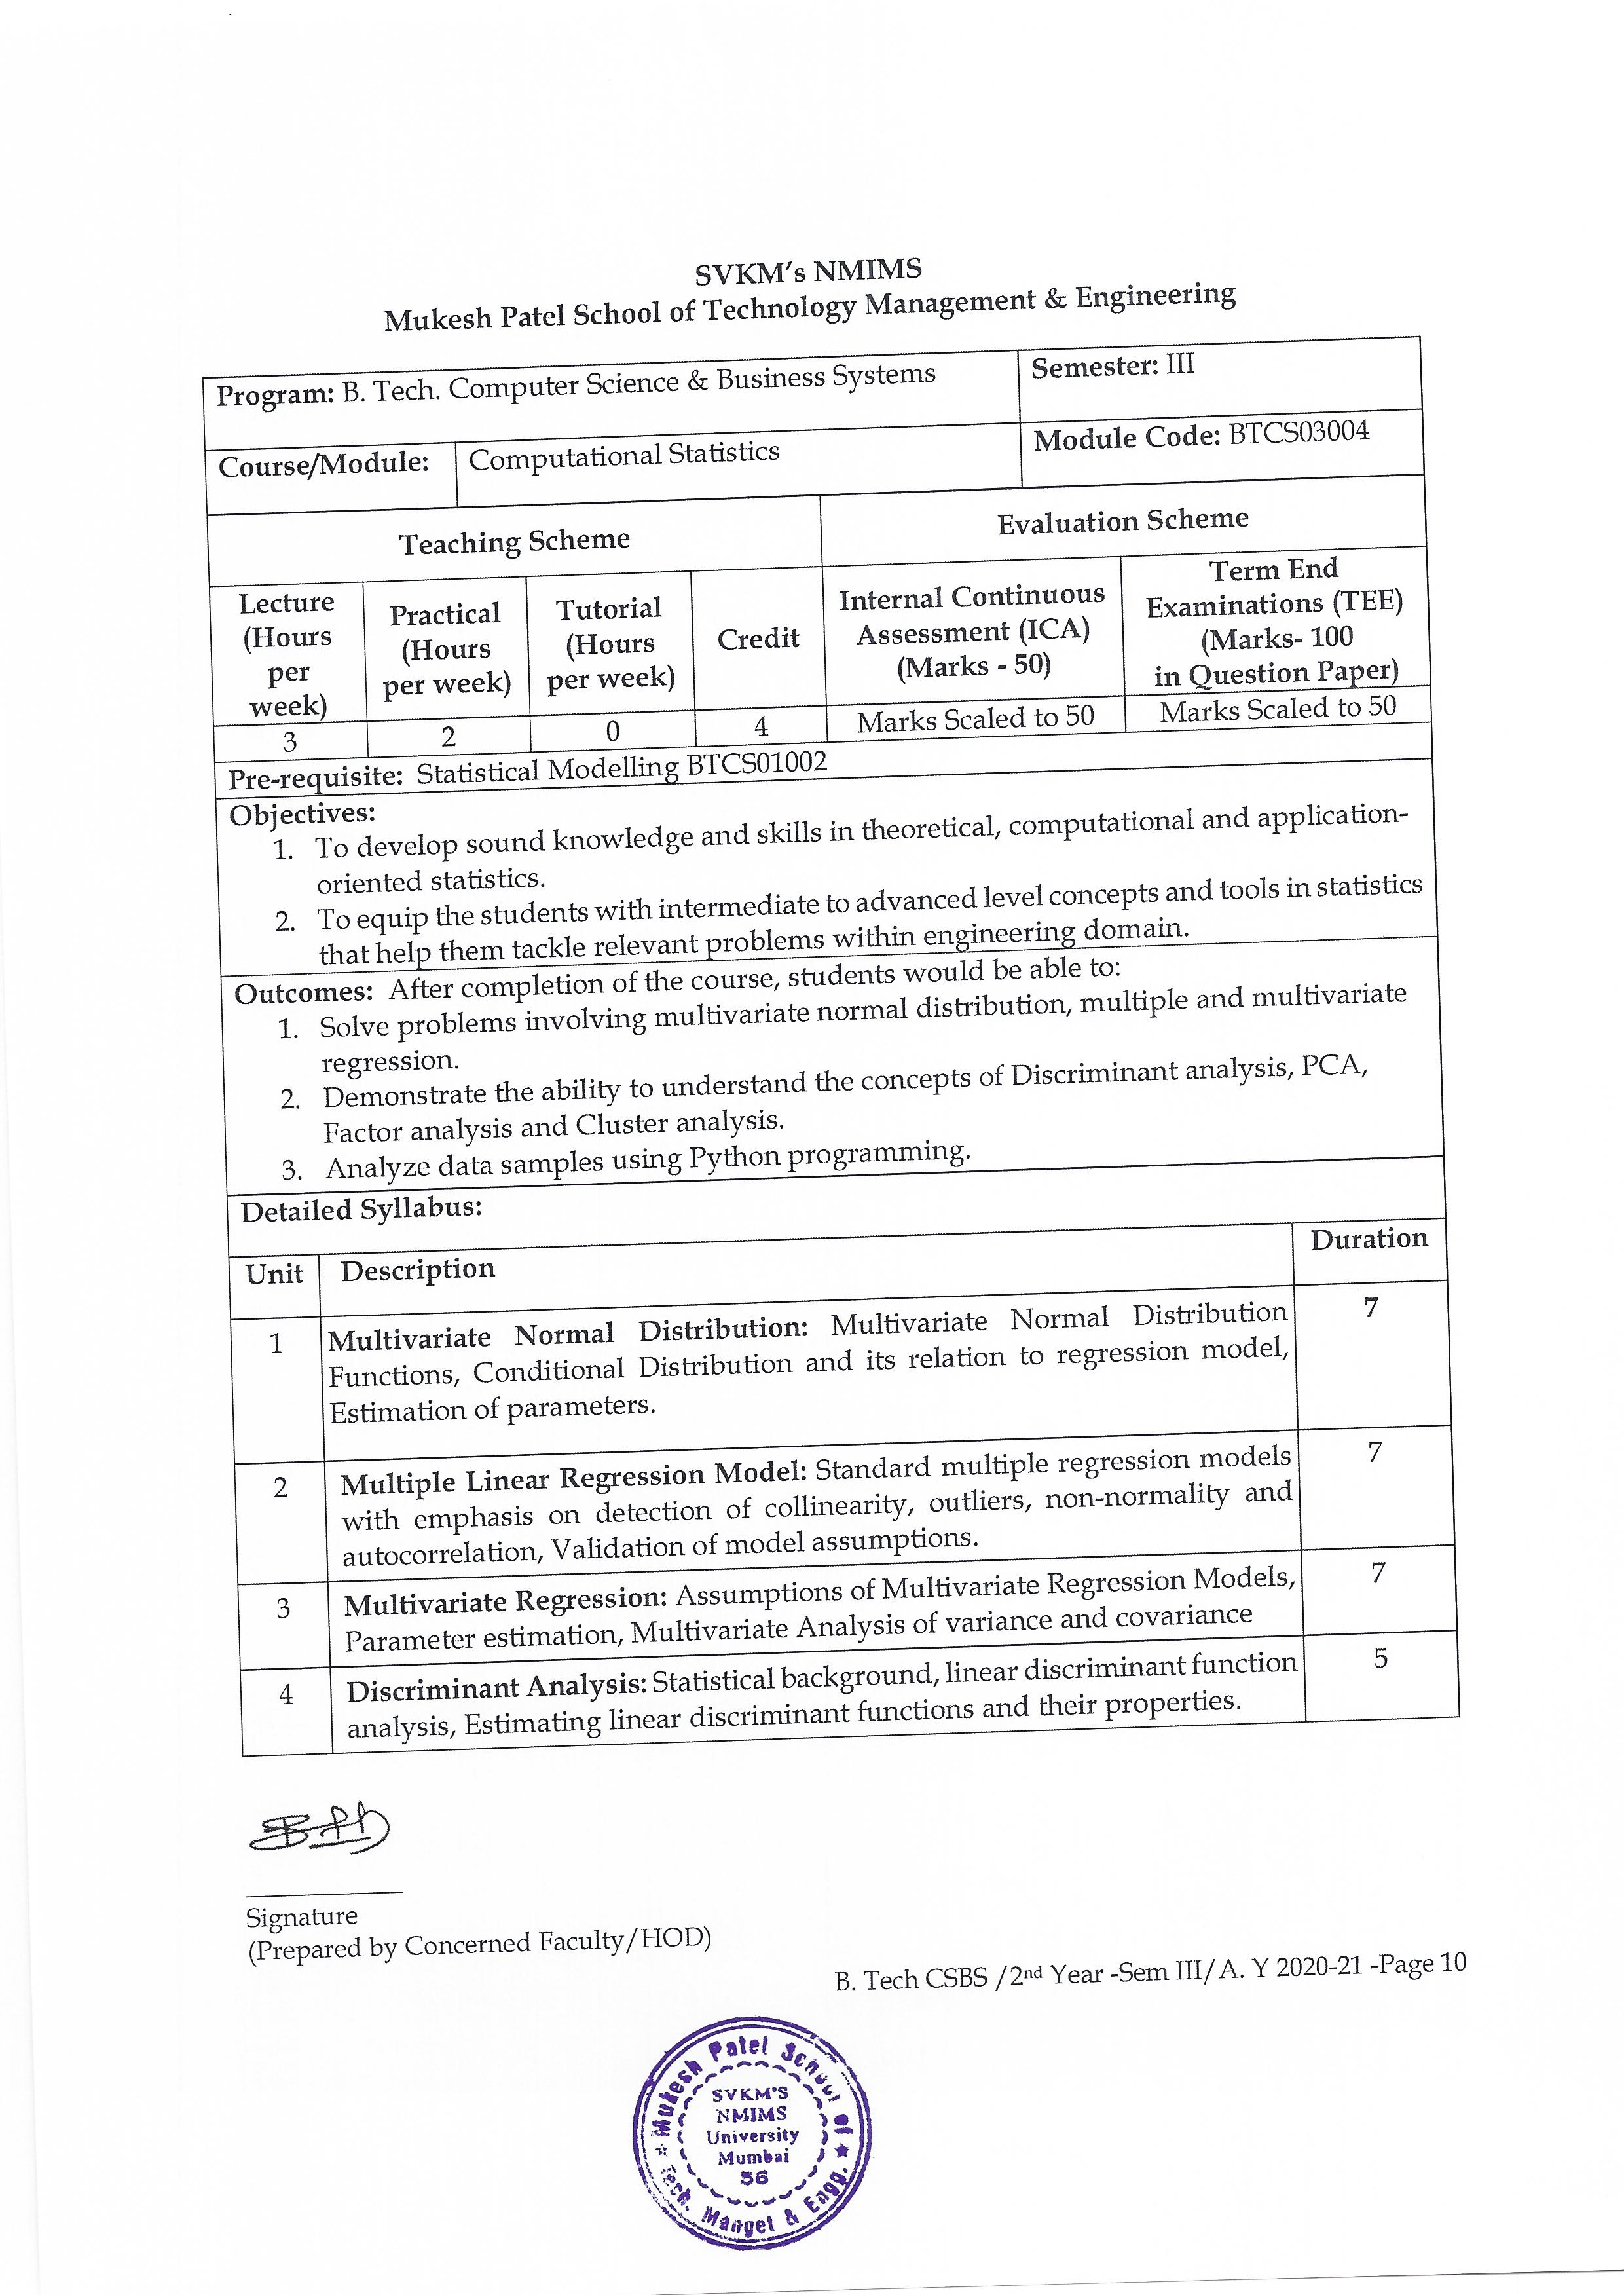 SVKM's NMIMS
Mukesh Patel School of Technology Management & Engineering
Program: B. Tech. Computer Science & Business Systems
Semester: III
Course/Module:
Computational Statistics
Module Code: BTCS03004
Teaching Scheme
Evaluation Scheme
Lecture
(Hours
per
week)
Practical
(Hours
per week)
Tutorial
(Hours
per week)
Credit
Internal Continuous
Assessment (ICA)
(Marks - 50)
Term End
Examinations (TEE)
(Marks- 100
in Question Paper)
3
2
0
4
Marks Scaled to 50
Marks Scaled to 50
Pre-requisite: Statistical Modelling BTCS01002
Objectives:
1. To develop sound knowledge and skills in theoretical, computational and application-
oriented statistics.
2. To equip the students with intermediate to advanced level concepts and tools in statistics
that help them tackle relevant problems within engineering domain.
Outcomes: After completion of the course, students would be able to:
1. Solve problems involving multivariate normal distribution, multiple and multivariate
regression.
2. Demonstrate the ability to understand the concepts of Discriminant analysis, PCA,
Factor analysis and Cluster analysis.
3. Analyze data samples using Python programming.
Detailed Syllabus:
Unit
Description
Duration
1
Multivariate Normal Distribution: Multivariate Normal Distribution
Functions, Conditional Distribution and its relation to regression model,
Estimation of parameters.
7
2
Multiple Linear Regression Model: Standard multiple regression models
with emphasis on detection of collinearity, outliers, non-normality and
autocorrelation, Validation of model assumptions.
7
3
Multivariate Regression: Assumptions of Multivariate Regression Models,
Parameter estimation, Multivariate Analysis of variance and covariance
7
4
Discriminant Analysis: Statistical background, linear discriminant function
analysis, Estimating linear discriminant functions and their properties.
5
Signature
(Prepared by Concerned Faculty/HOD)
B. Tech CSBS /2nd Year -Sem III/A. Y 2020-21 -Page 10
Mukesh Patel School Of
SVKM'S
NMIMS
University
Mumbai
56
Tech. Manget & Engg.